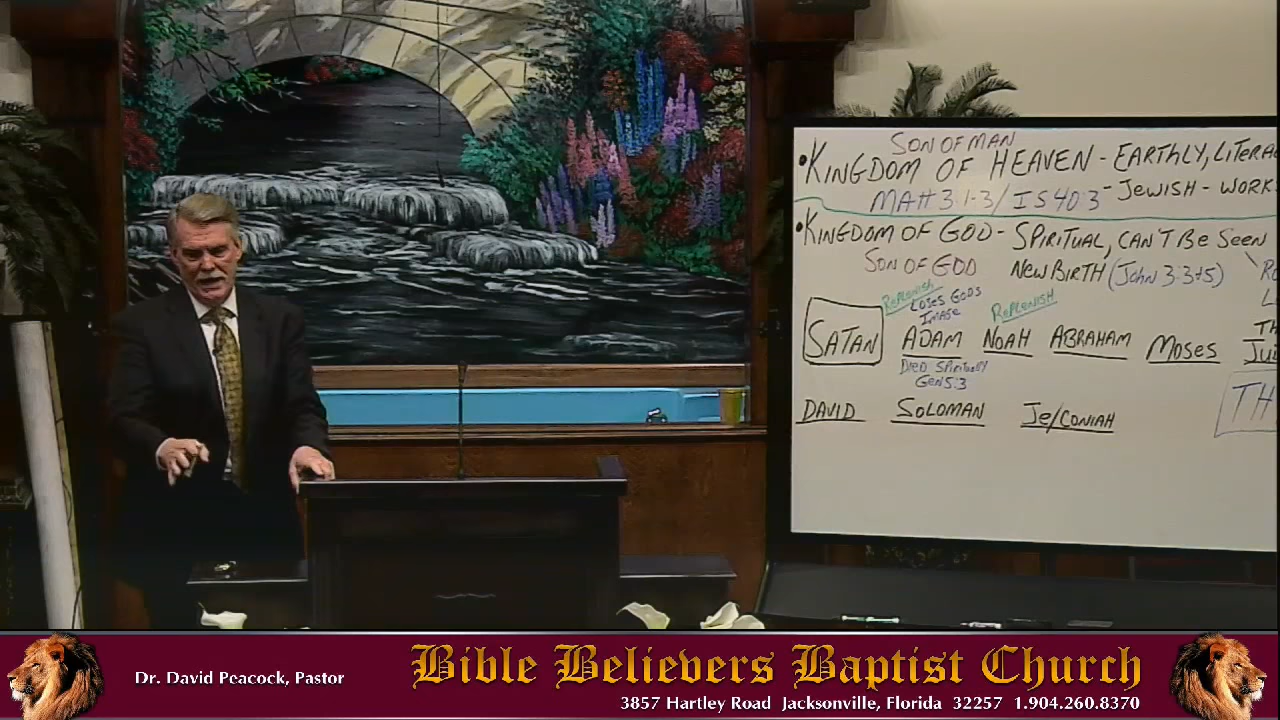 SON OF MAN
•KINGDOM OF HEAVEN - EARTHLY, LITERA
MATT 3:1-3/IS 40:3 - JEWISH - WORK
•KINGDOM OF GOD - SPIRITUAL, CAN'T BE SEEN
SON OF GOD NEW BIRTH (John 3:3+5)
REPLENISH LOSES GOD'S IMAGE REPLENISH
SATAN ADAM NOAH ABRAHAM MOSES
DIED SPIRITUALLY
GEN 5:3
DAVID SOLOMAN Je/CONIAH TH
Dr. David Peacock, Pastor
Bible Believers Baptist Church
3857 Hartley Road Jacksonville, Florida 32257 1.904.260.8370